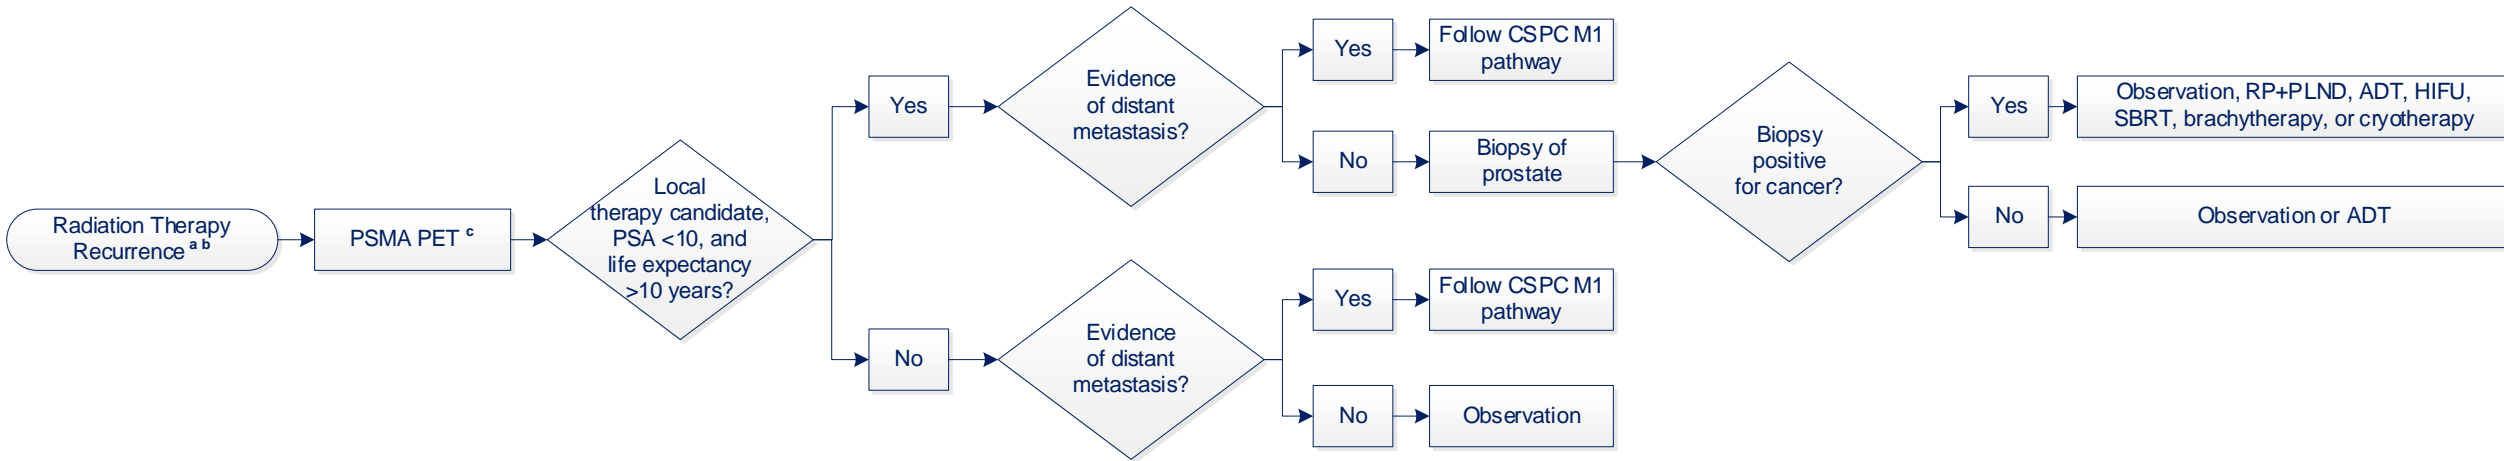 Radiation Therapy
Recurrence a b
PSMA PET c
Local
therapy candidate,
PSA <10, and
life expectancy
>10 years?
Yes
Evidence
of distant
metastasis?
Yes
Follow CSPC M1
pathway
No
Biopsy of
prostate
Biopsy
positive
for cancer?
Yes
Observation, RP+PLND, ADT, HIFU,
SBRT, brachytherapy, or cryotherapy
No
Observation or ADT
No
Evidence
of distant
metastasis?
Yes
Follow CSPC M1
pathway
No
Observation